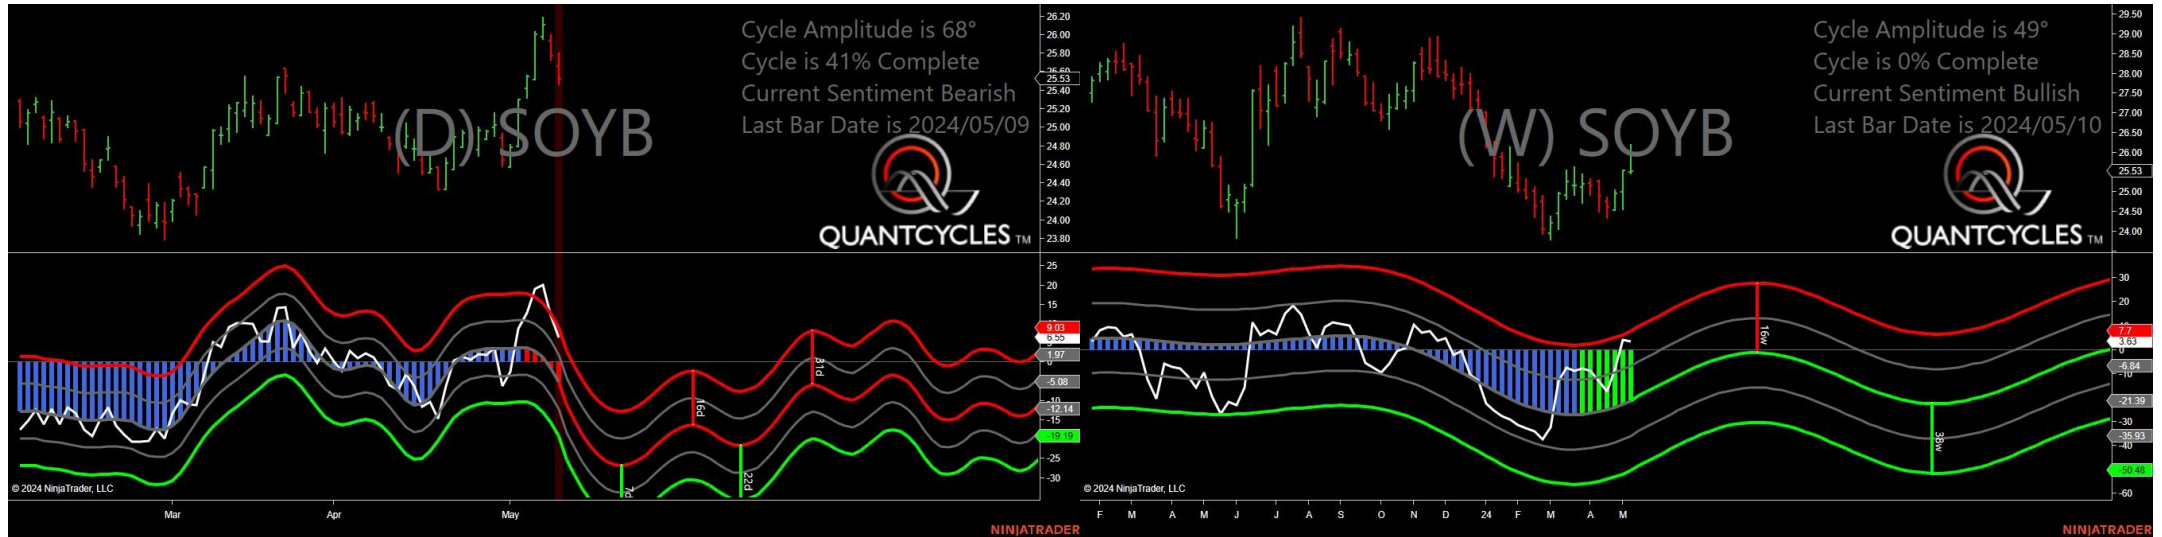 Cycle Amplitude is 68°
Cycle is 41% Complete
Current Sentiment Bearish
Last Bar Date is 2024/05/09
(D) SOYB
QUANTCYCLES TM
26.20
26.00
25.80
25.60
25.53
25.40
25.20
25.00
24.80
24.60
24.40
24.20
24.00
23.80
25
20
15
9.03
6.55
1.97
-5.08
-10
-12.14
-15
-19.19
-25
-30
16d
31d
7d
22d
© 2024 NinjaTrader, LLC
Mar Apr May
NINJATRADER
Cycle Amplitude is 49°
Cycle is 0% Complete
Current Sentiment Bullish
Last Bar Date is 2024/05/10
(W) SOYB
QUANTCYCLES TM
29.50
29.00
28.50
28.00
27.50
27.00
26.50
26.00
25.53
25.00
24.50
24.00
30
20
7.7
3.63
0
-6.84
-10
-21.39
-30
-35.93
-40
-50.48
-60
16w
38w
© 2024 NinjaTrader, LLC
F M A M J J A S O N D 24 F M A M
NINJATRADER